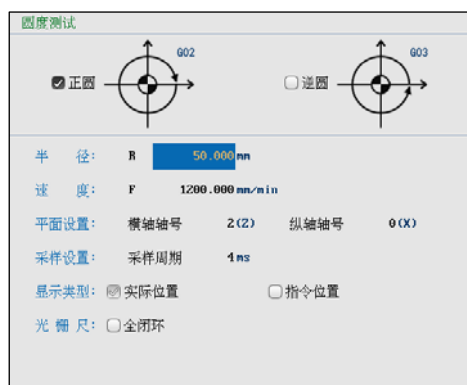 圆度测试
G02 G03
正圆 逆圆
半 径: R 50.000mm
速 度: F 1200.000mm/min
平面设置: 横轴轴号 2(Z) 纵轴轴号 0(X)
采样设置: 采样周期 4ms
显示类型: 实际位置 指令位置
光 栅 尺: 全闭环